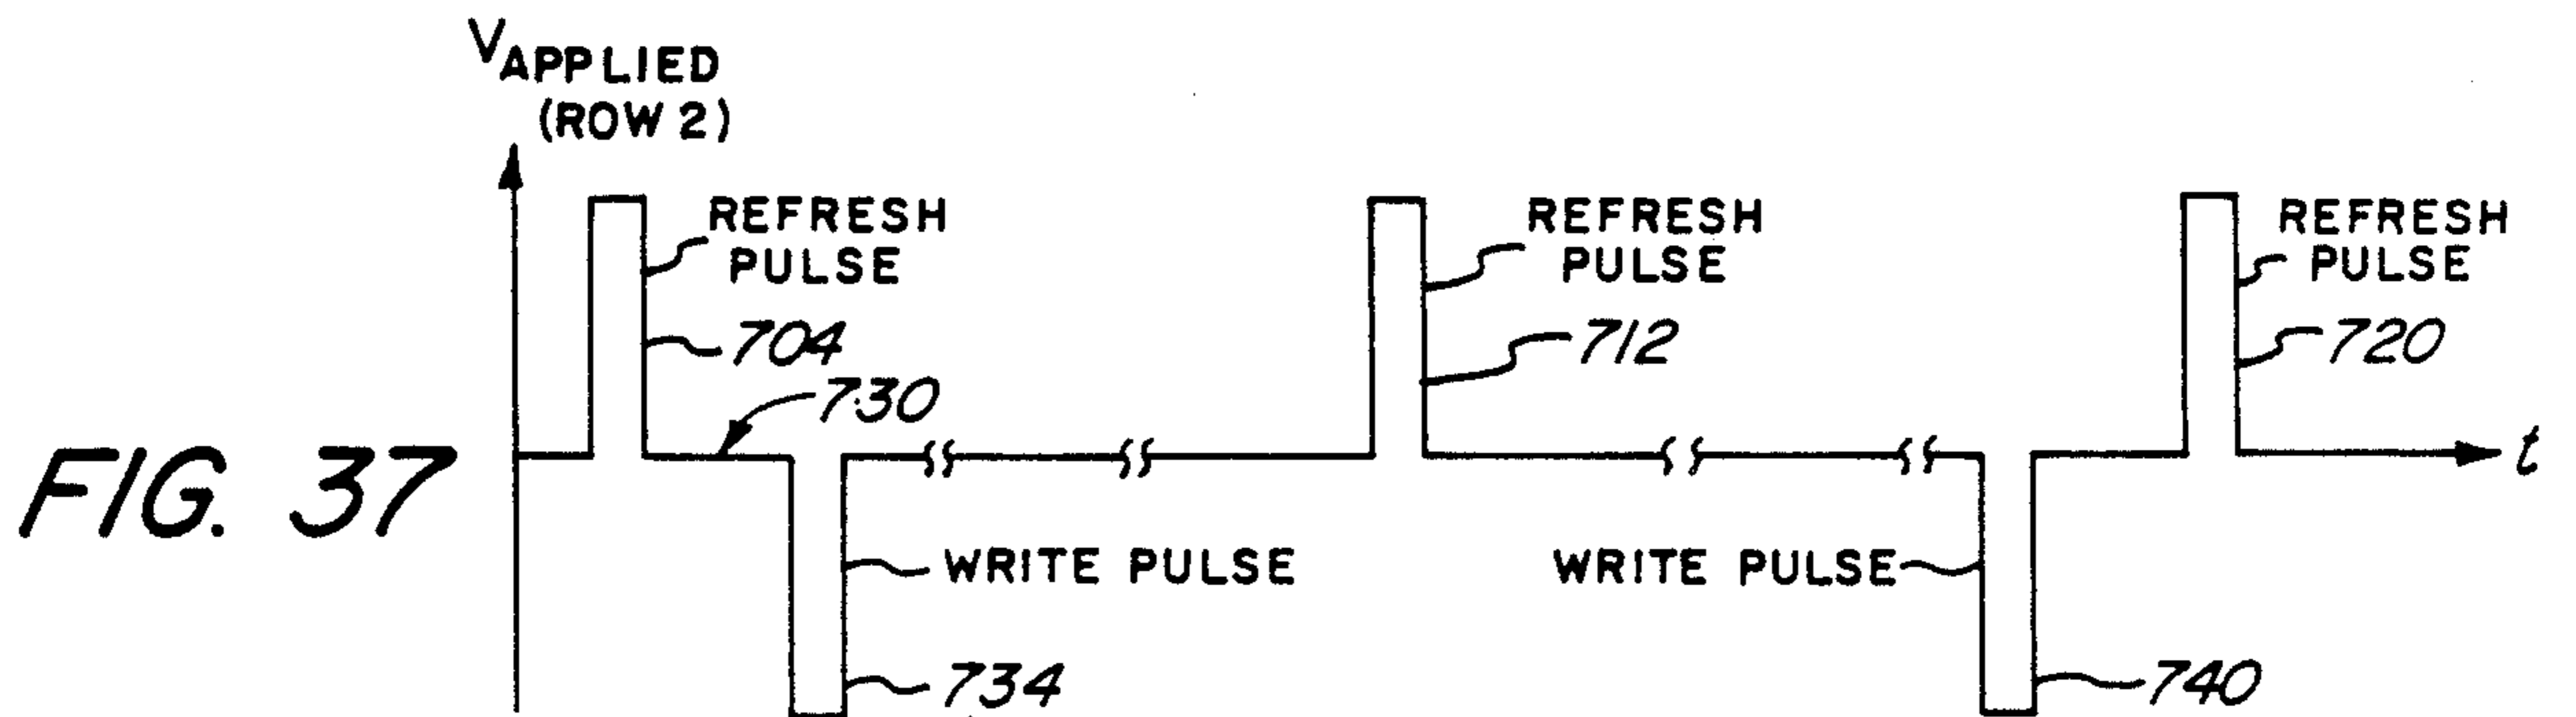 VAPPLIED
(ROW 2)
REFRESH
PULSE
704
730
REFRESH
PULSE
712
REFRESH
PULSE
720
t
FIG. 37
WRITE PULSE
734
WRITE PULSE
740